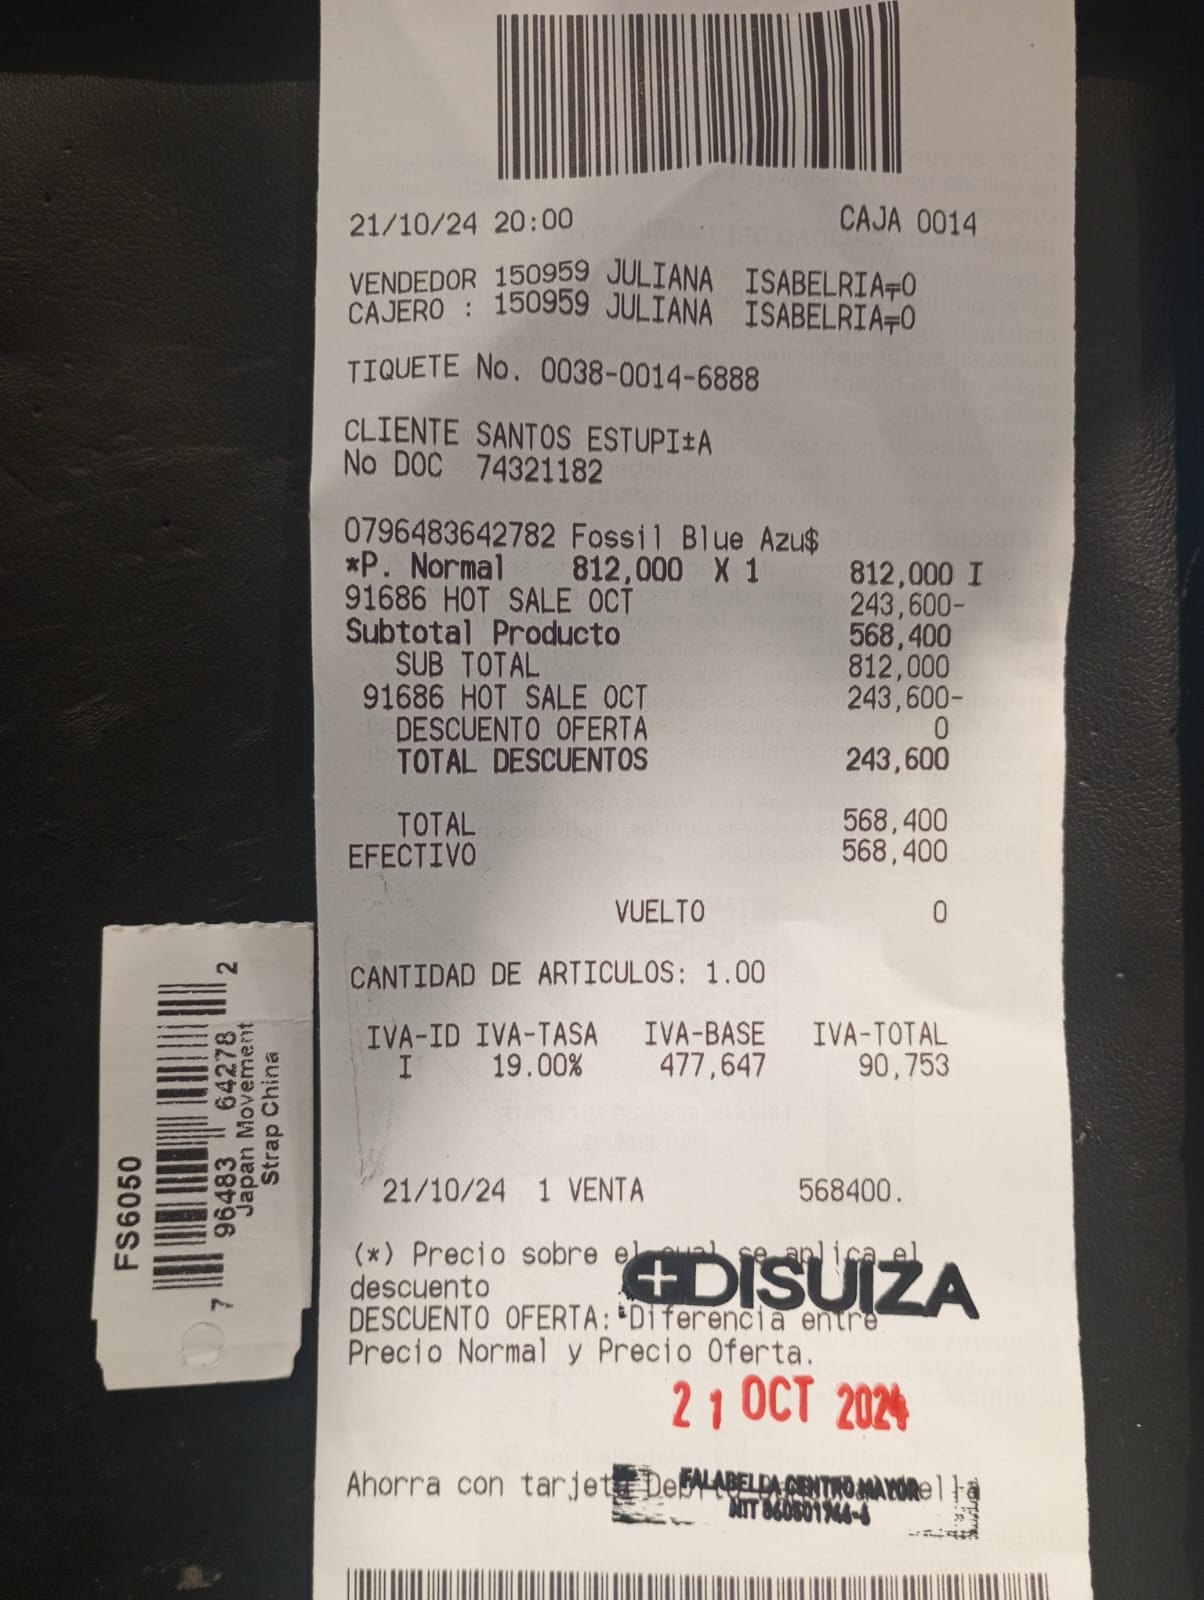 21/10/24 20:00 CAJA 0014
VENDEDOR 150959 JULIANA ISABELRIA╤O
CAJERO : 150959 JULIANA ISABELRIA╤O
TIQUETE No. 0038-0014-6888
CLIENTE SANTOS ESTUPI±A
No DOC 74321182
0796483642782 Fossil Blue Azu$
*P. Normal 812,000 X 1 812,000 I
91686 HOT SALE OCT 243,600-
Subtotal Producto 568,400
SUB TOTAL 812,000
91686 HOT SALE OCT 243,600-
DESCUENTO OFERTA 0
TOTAL DESCUENTOS 243,600
TOTAL 568,400
EFECTIVO 568,400
VUELTO 0
CANTIDAD DE ARTICULOS: 1.00
IVA-ID IVA-TASA IVA-BASE IVA-TOTAL
I 19.00% 477,647 90,753
21/10/24 1 VENTA 568400.
(*) Precio sobre el cual se aplica el
descuento
DISUIZA
DESCUENTO OFERTA: Diferencia entre
Precio Normal y Precio Oferta.
21 OCT 2024
Ahorra con tarjeta
FALABELLA CENTRO MAYOR
NIT
FS6050
7 96483 64278 2
Japan Movement
Strap China